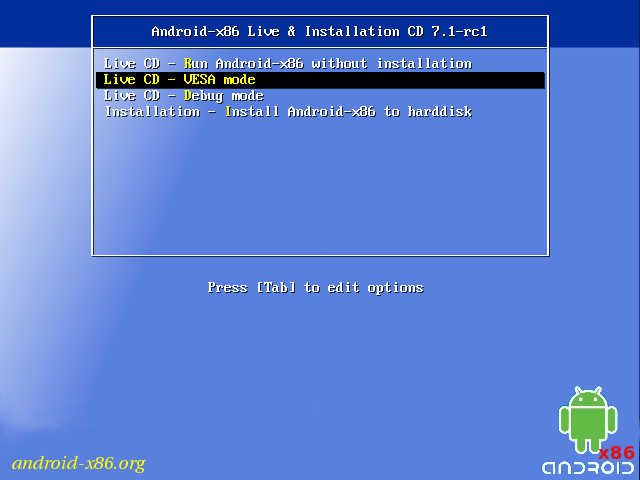 Android-x86 Live & Installation CD 7.1-rc1
Live CD - Run Android-x86 without installation
Live CD - VESA mode
Live CD - Debug mode
Installation - Install Android-x86 to harddisk
Press [Tab] to edit options
android-x86.org
x86
ANDROID